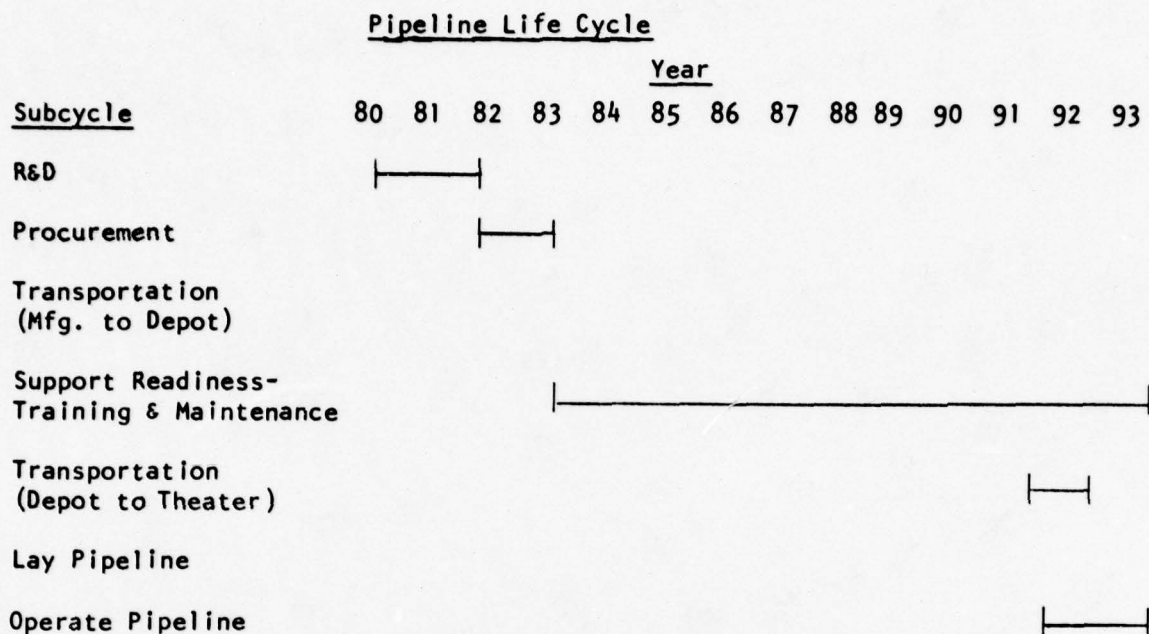 Pipeline Life Cycle
Year
Subcycle 80 81 82 83 84 85 86 87 88 89 90 91 92 93
R&D
Procurement
Transportation
(Mfg. to Depot)
Support Readiness-
Training & Maintenance
Transportation
(Depot to Theater)
Lay Pipeline
Operate Pipeline